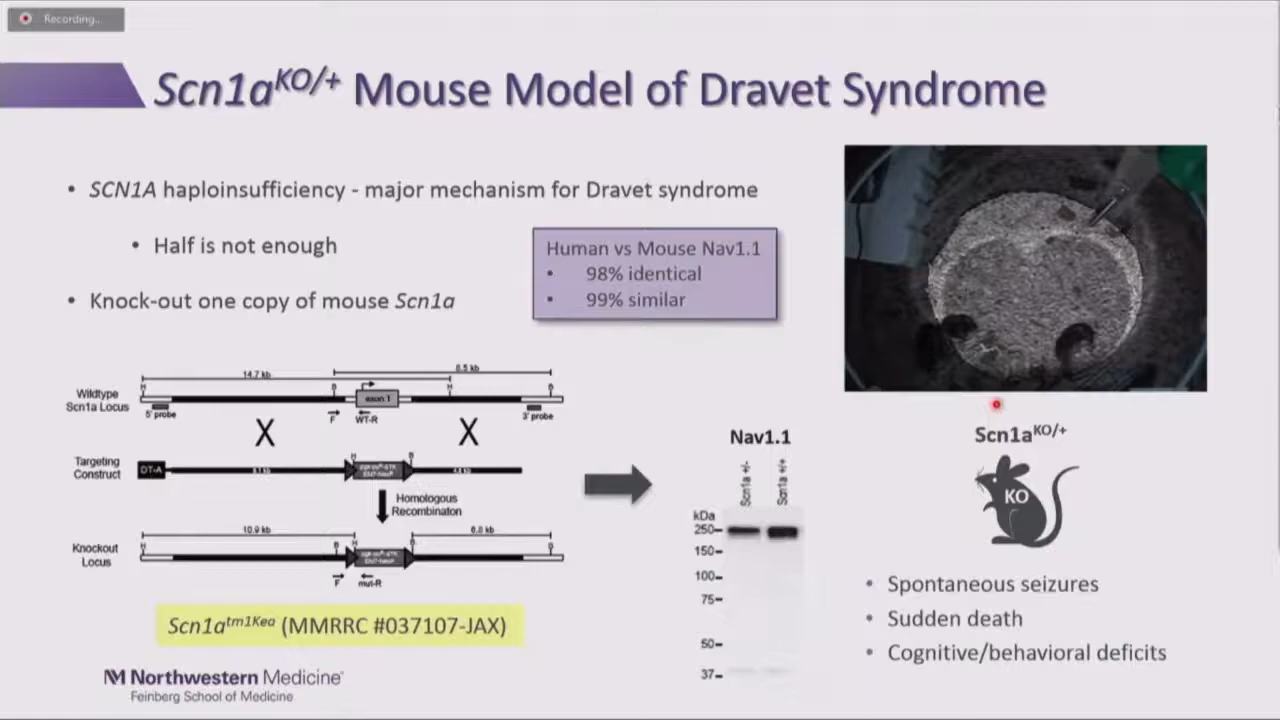 Recording...
Scn1aKO/+ Mouse Model of Dravet Syndrome
• SCN1A haploinsufficiency - major mechanism for Dravet syndrome
• Half is not enough
• Knock-out one copy of mouse Scn1a
Human vs Mouse Nav1.1
• 98% identical
• 99% similar
14.7 kb
H
B
H
B
Wildtype
Scn1a Locus
exon 1
5' probe
F
WT-R
3' probe
X X
Targeting
Construct
DT-A
H
B
Homologous
Recombinaton
10.9 kb
6.8 kb
H
B
H
B
Knockout
Locus
F
mut-R
Scn1atm1Kea (MMRRC #037107-JAX)
Northwestern Medicine
Feinberg School of Medicine
Nav1.1
Scn1a +/-
Scn1a +/+
kDa
250
150
100
75
50
37
Scn1aKO/+
KO
• Spontaneous seizures
• Sudden death
• Cognitive/behavioral deficits